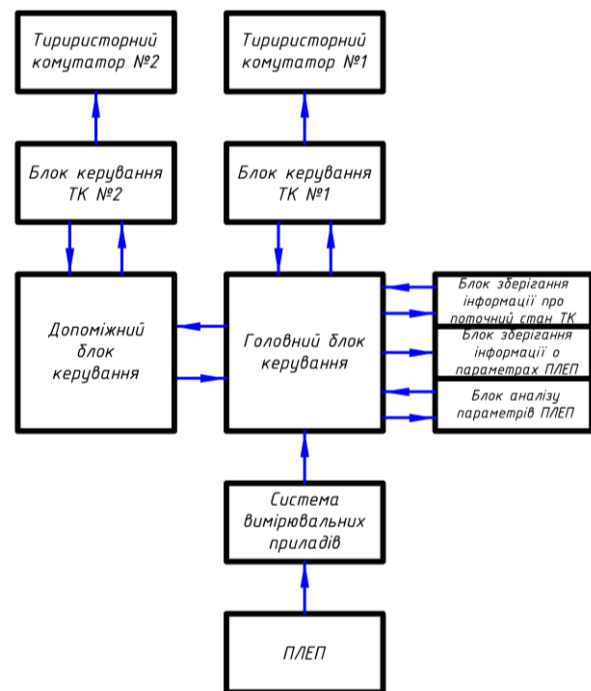 Тириристорний
комутатор №2
Тириристорний
комутатор №1
Блок керування
ТК №2
Блок керування
ТК №1
Допоміжний
блок
керування
Головний блок
керування
Блок зберігання
інформації про
поточний стан ТК
Блок зберігання
інформації о
параметрах ПЛЕП
Блок аналізу
параметрів ПЛЕП
Система
вимірювальних
приладів
ПЛЕП